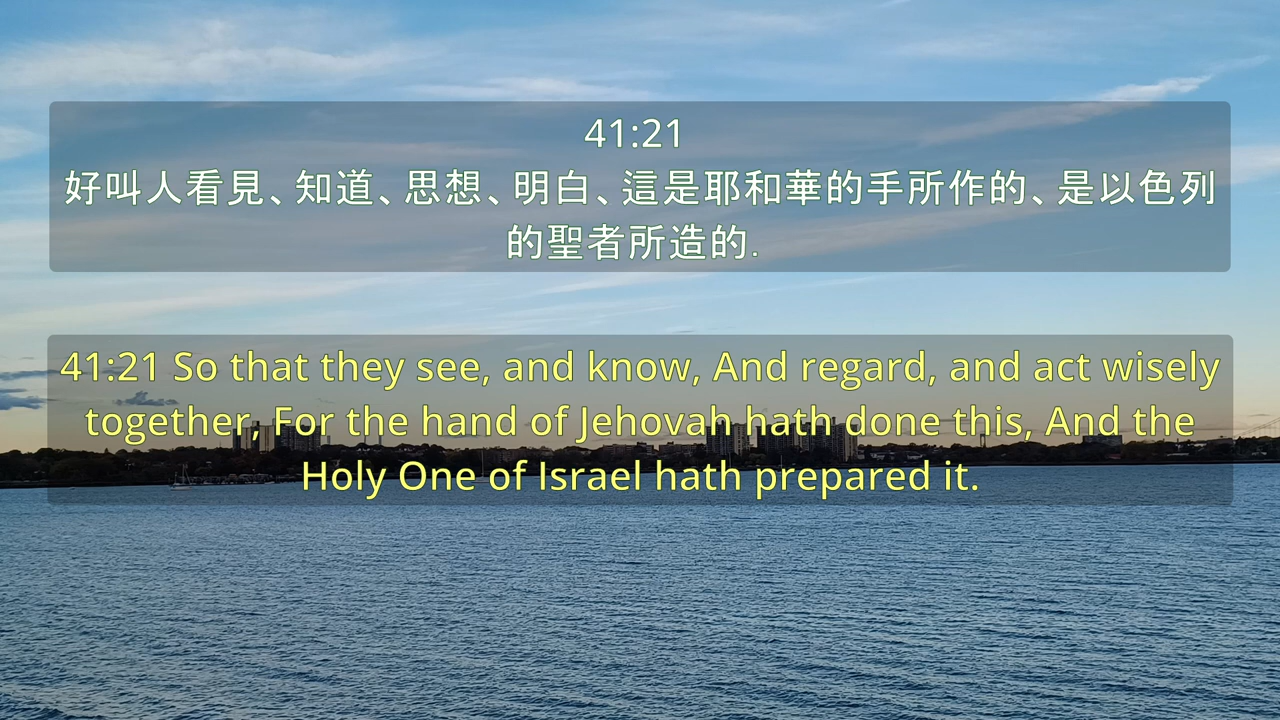 41:21
好叫人看見、知道、思想、明白、這是耶和華的手所作的、是以色列
的聖者所造的.
41:21 So that they see, and know, And regard, and act wisely
together, For the hand of Jehovah hath done this, And the
Holy One of Israel hath prepared it.